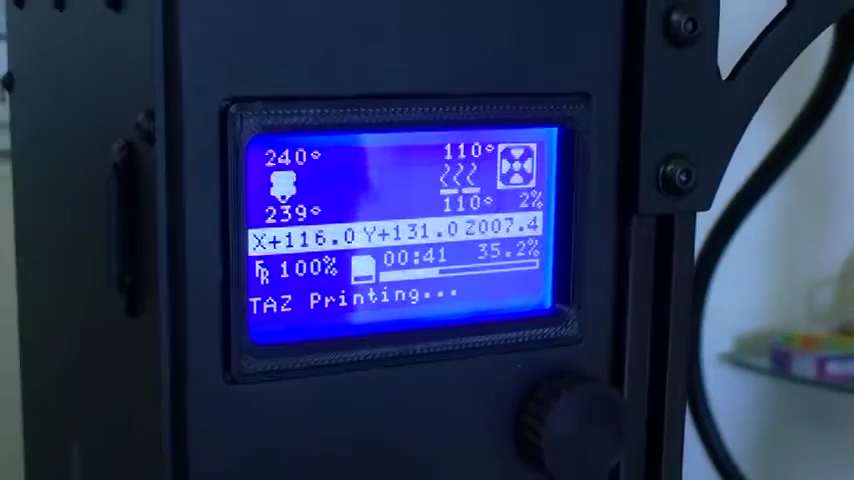 240° 110°
239° 110° 2%
X+116.0 Y+131.0 Z007.4
FR 100% 00:41 35.2%
TAZ Printing...